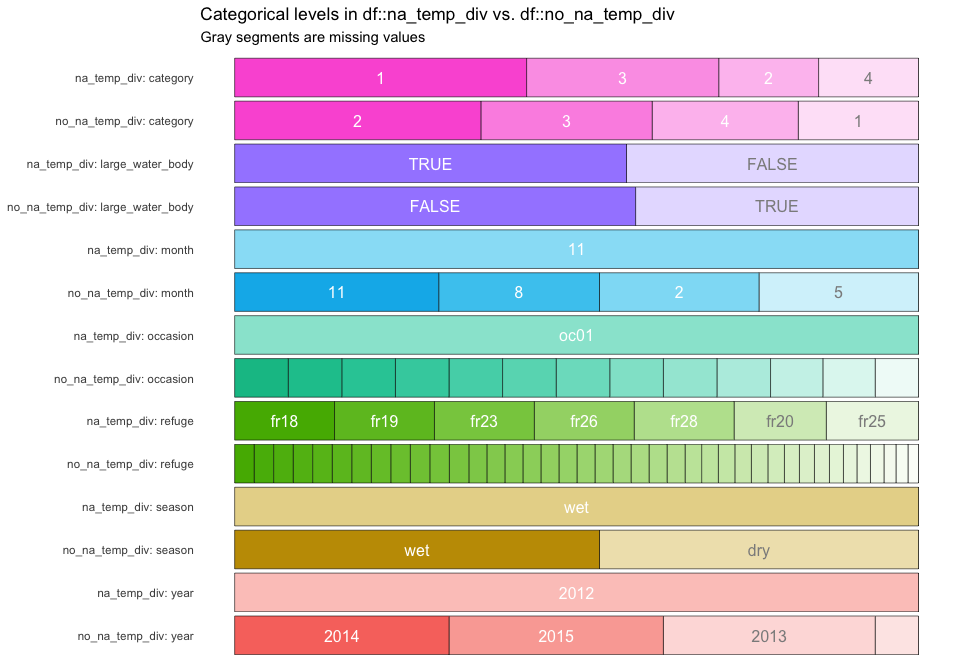 Categorical levels in df::na_temp_div vs. df::no_na_temp_div
Gray segments are missing values
na_temp_div: category 1 3 2 4
no_na_temp_div: category 2 3 4 1
na_temp_div: large_water_body TRUE FALSE
no_na_temp_div: large_water_body FALSE TRUE
na_temp_div: month 11
no_na_temp_div: month 11 8 2 5
na_temp_div: occasion oc01
no_na_temp_div: occasion
na_temp_div: refuge fr18 fr19 fr23 fr26 fr28 fr20 fr25
no_na_temp_div: refuge
na_temp_div: season wet
no_na_temp_div: season wet dry
na_temp_div: year 2012
no_na_temp_div: year 2014 2015 2013